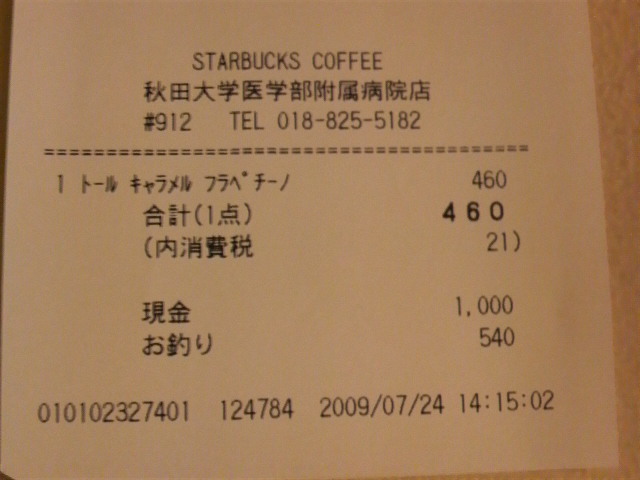 STARBUCKS COFFEE
秋田大学医学部附属病院店
#912 TEL 018-825-5182
================================================
1 ﾄｰﾙ ｷｬﾗﾒﾙ ﾌﾗﾍﾟﾁｰﾉ 460
合計(1点) 460
(内消費税 21)
現金 1,000
お釣り 540
010102327401 124784 2009/07/24 14:15:02